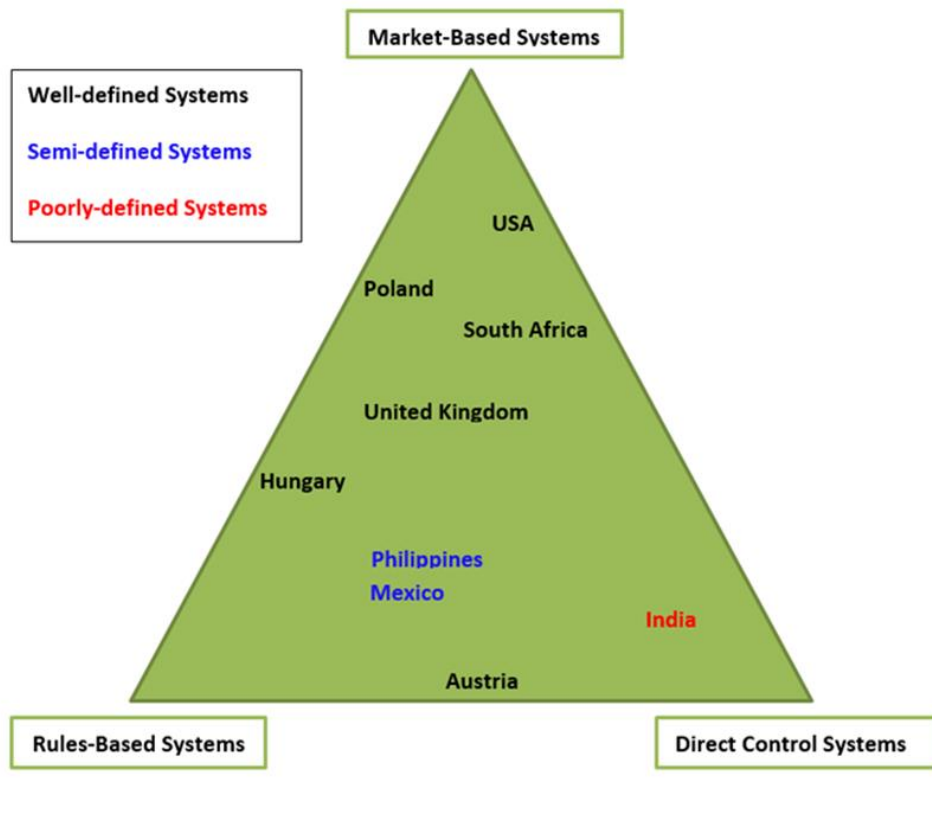 Market-Based Systems
Well-defined Systems
Semi-defined Systems
Poorly-defined Systems
USA
Poland
South Africa
United Kingdom
Hungary
Philippines
Mexico
India
Austria
Rules-Based Systems
Direct Control Systems